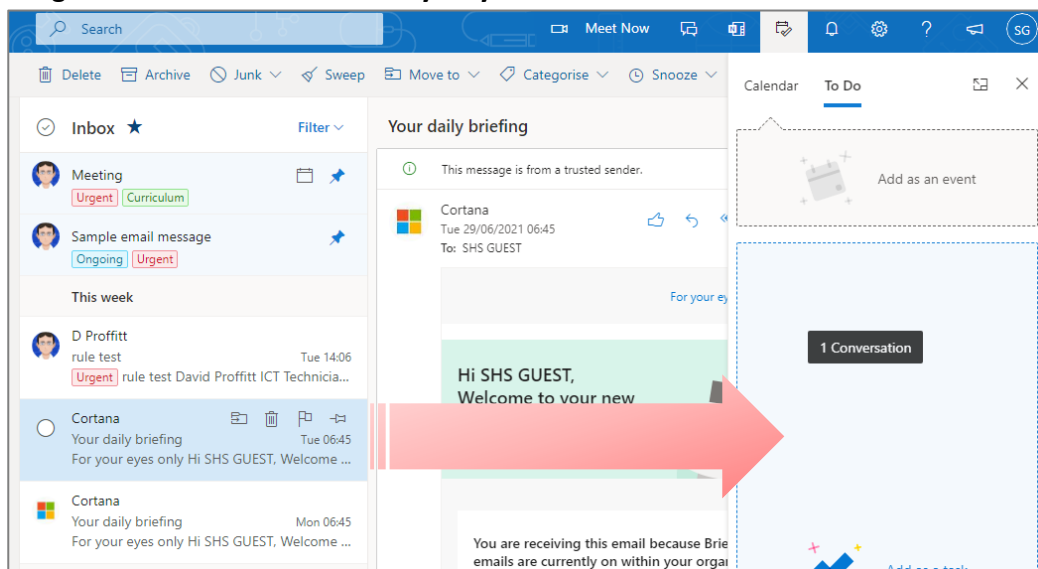 Search
Meet Now
SG
Delete Archive Junk Sweep Move to Categorise Snooze
Calendar To Do
Inbox Filter
Your daily briefing
This message is from a trusted sender.
Add as an event
Meeting
Urgent Curriculum
Cortana
Tue 29/06/2021 06:45
To: SHS GUEST
Sample email message
Ongoing Urgent
For your ey
This week
D Proffitt
rule test Tue 14:06
Urgent rule test David Proffitt ICT Technicia...
1 Conversation
Hi SHS GUEST,
Welcome to your new
Cortana
Your daily briefing Tue 06:45
For your eyes only Hi SHS GUEST, Welcome ...
Cortana
Your daily briefing Mon 06:45
For your eyes only Hi SHS GUEST, Welcome ...
You are receiving this email because Brie
emails are currently on within your organ
Add as a task